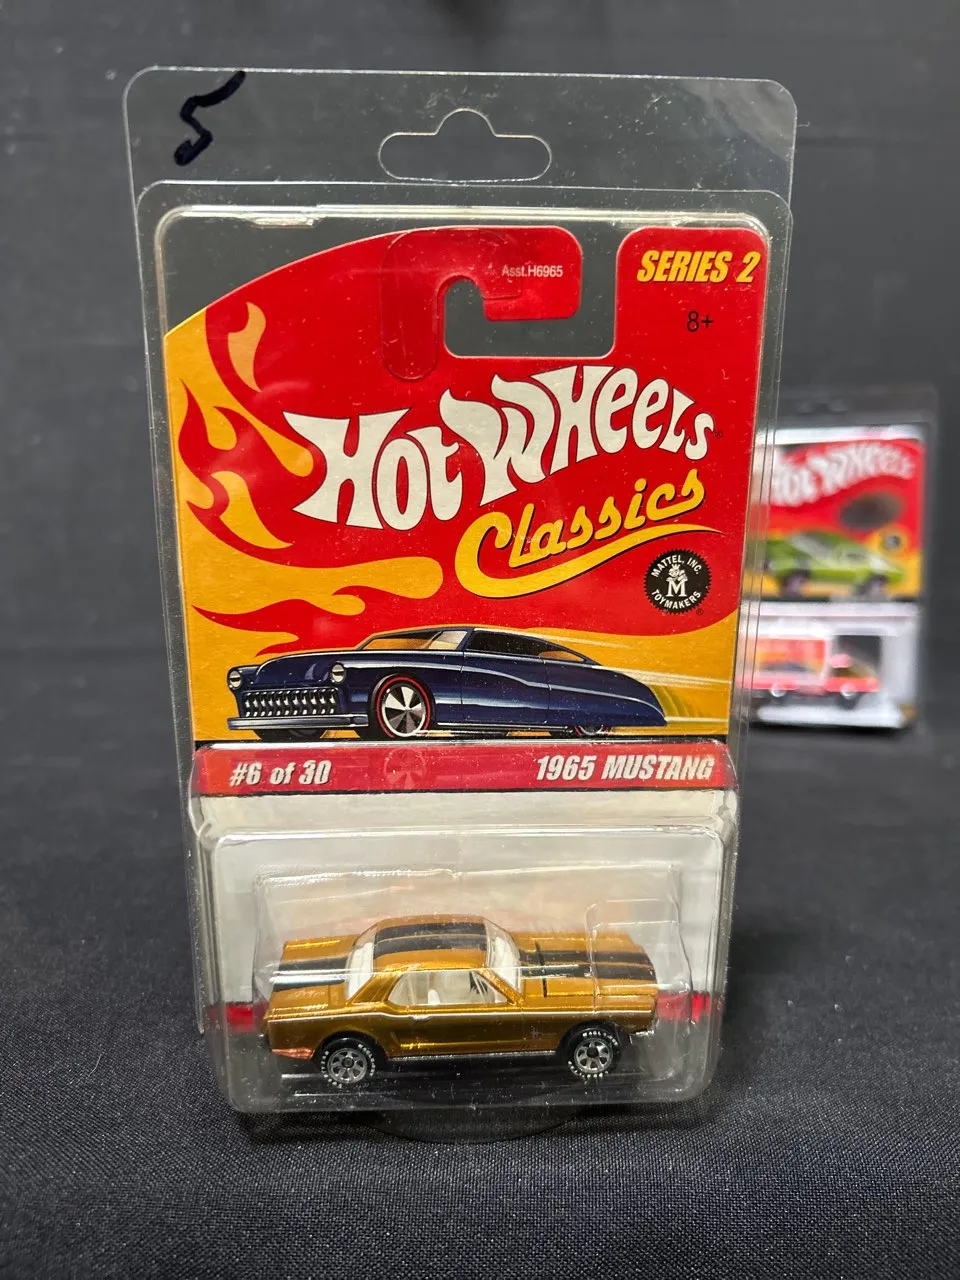 5
Asst.H6965
SERIES 2
8+
HOT WHEELS
Classics
MATTEL, INC.
M
TOYMAKERS
#6 of 30
1965 MUSTANG
HOT WHEELS